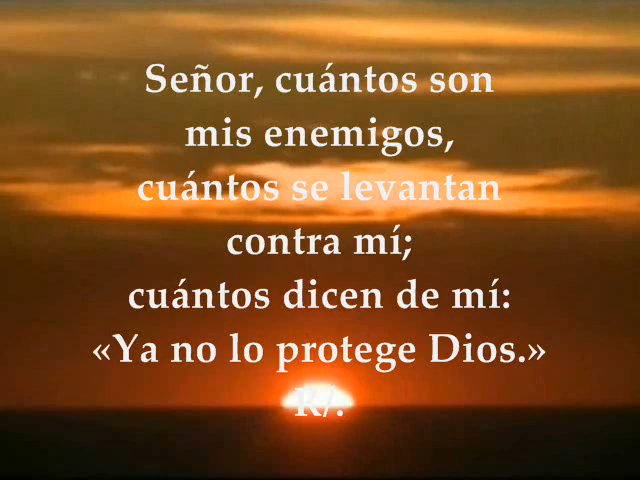 Señor, cuántos son
mis enemigos,
cuántos se levantan
contra mí;
cuántos dicen de mí:
«Ya no lo protege Dios.»
R/.